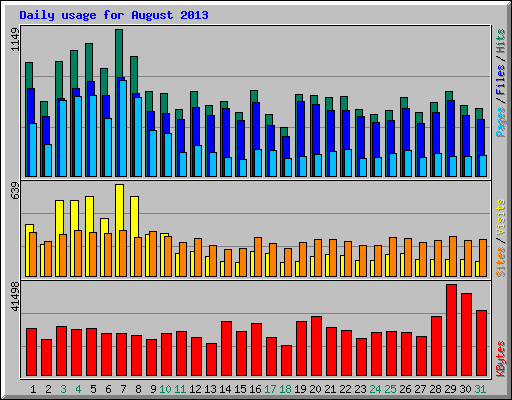 Daily usage for August 2013
1149
Pages / Files / Hits
639
Sites / Visits
41498
KBytes
1 2 3 4 5 6 7 8 9 10 11 12 13 14 15 16 17 18 19 20 21 22 23 24 25 26 27 28 29 30 31